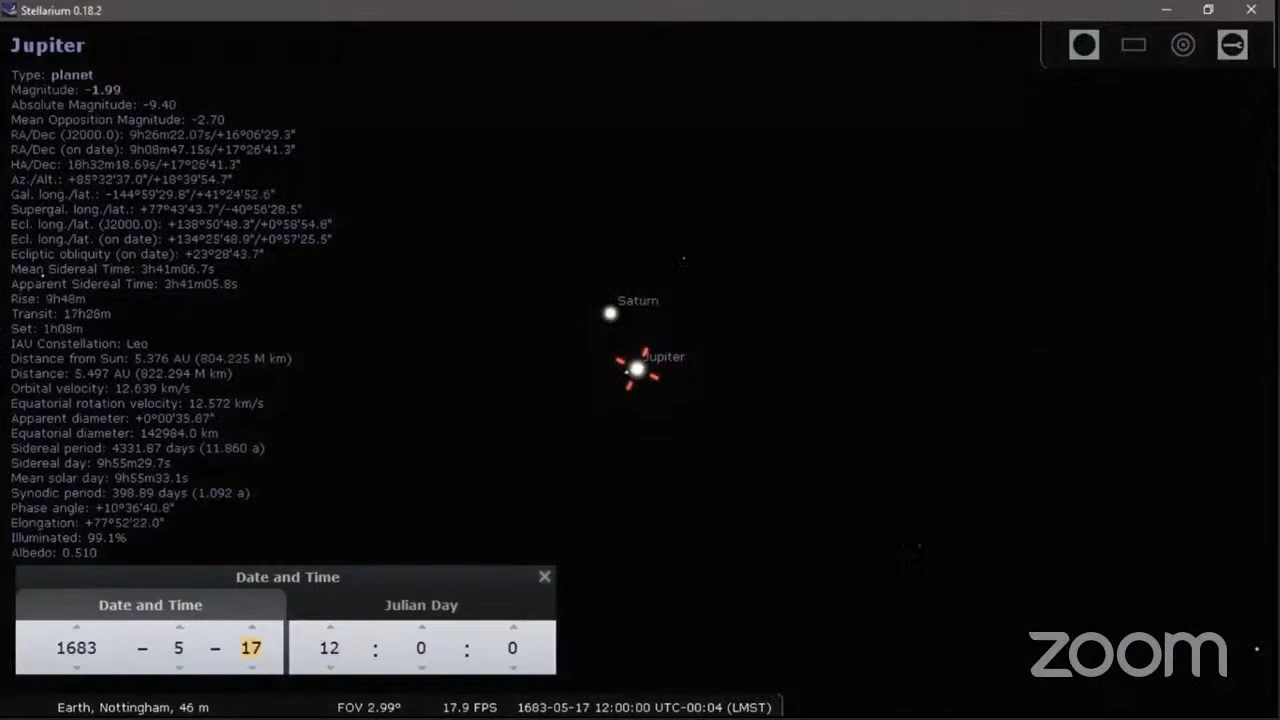 Stellarium 0.18.2
Jupiter
Type: planet
Magnitude: -1.99
Absolute Magnitude: -9.40
Mean Opposition Magnitude: -2.70
RA/Dec (J2000.0): 9h26m22.07s/+16°06'29.3"
RA/Dec (on date): 9h08m47.15s/+17°26'41.3"
HA/Dec: 18h32m18.69s/+17°26'41.3"
Az./Alt.: +85°32'37.0"/+18°39'54.7"
Gal. long./lat.: -144°59'29.8"/+41°24'52.6"
Supergal. long./lat.: +77°43'43.7"/-40°56'28.5"
Ecl. long./lat. (J2000.0): +138°50'48.3"/+0°58'54.8"
Ecl. long./lat. (on date): +134°25'48.9"/+0°57'25.5"
Ecliptic obliquity (on date): +23°28'43.7"
Mean Sidereal Time: 3h41m06.7s
Apparent Sidereal Time: 3h41m05.8s
Rise: 9h48m
Transit: 17h28m
Set: 1h08m
IAU Constellation: Leo
Distance from Sun: 5.376 AU (804.225 M km)
Distance: 5.497 AU (822.294 M km)
Orbital velocity: 12.639 km/s
Equatorial rotation velocity: 12.572 km/s
Apparent diameter: +0°00'35.87"
Equatorial diameter: 142984.0 km
Sidereal period: 4331.87 days (11.860 a)
Sidereal day: 9h55m29.7s
Mean solar day: 9h55m33.1s
Synodic period: 398.89 days (1.092 a)
Phase angle: +10°36'40.8"
Elongation: +77°52'22.0"
Illuminated: 99.1%
Albedo: 0.510
Saturn
Jupiter
Date and Time
Date and Time Julian Day
1683 - 5 - 17 12 : 0 : 0
zoom
Earth, Nottingham, 46 m FOV 2.99° 17.9 FPS 1683-05-17 12:00:00 UTC-00:04 (LMST)